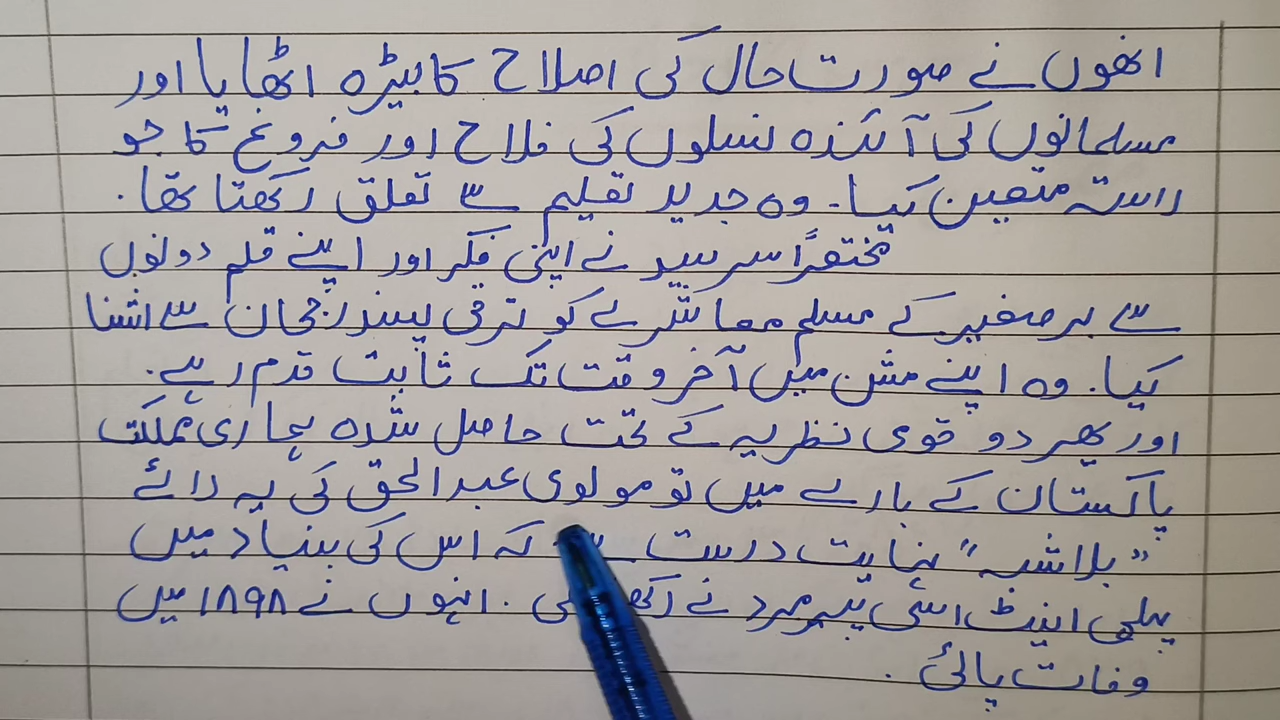 انھوں نے صورت حال کی اصلاح کا بیڑہ اٹھایا اور
مسلمانوں کی آئندہ نسلوں کی فلاح اور فروغ کا جو
راستہ متعین کیا۔ وہ جدید تعلیم سے تعلق رکھتا تھا۔
مختصراً سرسید نے اپنی فکر اور اپنے قلم دونوں
سے برصغیر کے مسلم معاشرے کو ترقی پسند رجحان سے اشنا
کیا۔ وہ اپنے مشن میں آخر وقت تک ثابت قدم رہے۔
اور پھر دو قومی نظریہ کے تحت حاصل شدہ ہماری مملکت
پاکستان کے بارے میں تو مولوی عبدالحق کی یہ رائے
"بلاشبہ" نہایت درست ہے کہ اس کی بنیاد میں
پہلی اینٹ اسی پیرمرد نے رکھی۔ انہوں نے ۱۸۹۸ میں
وفات پائی۔